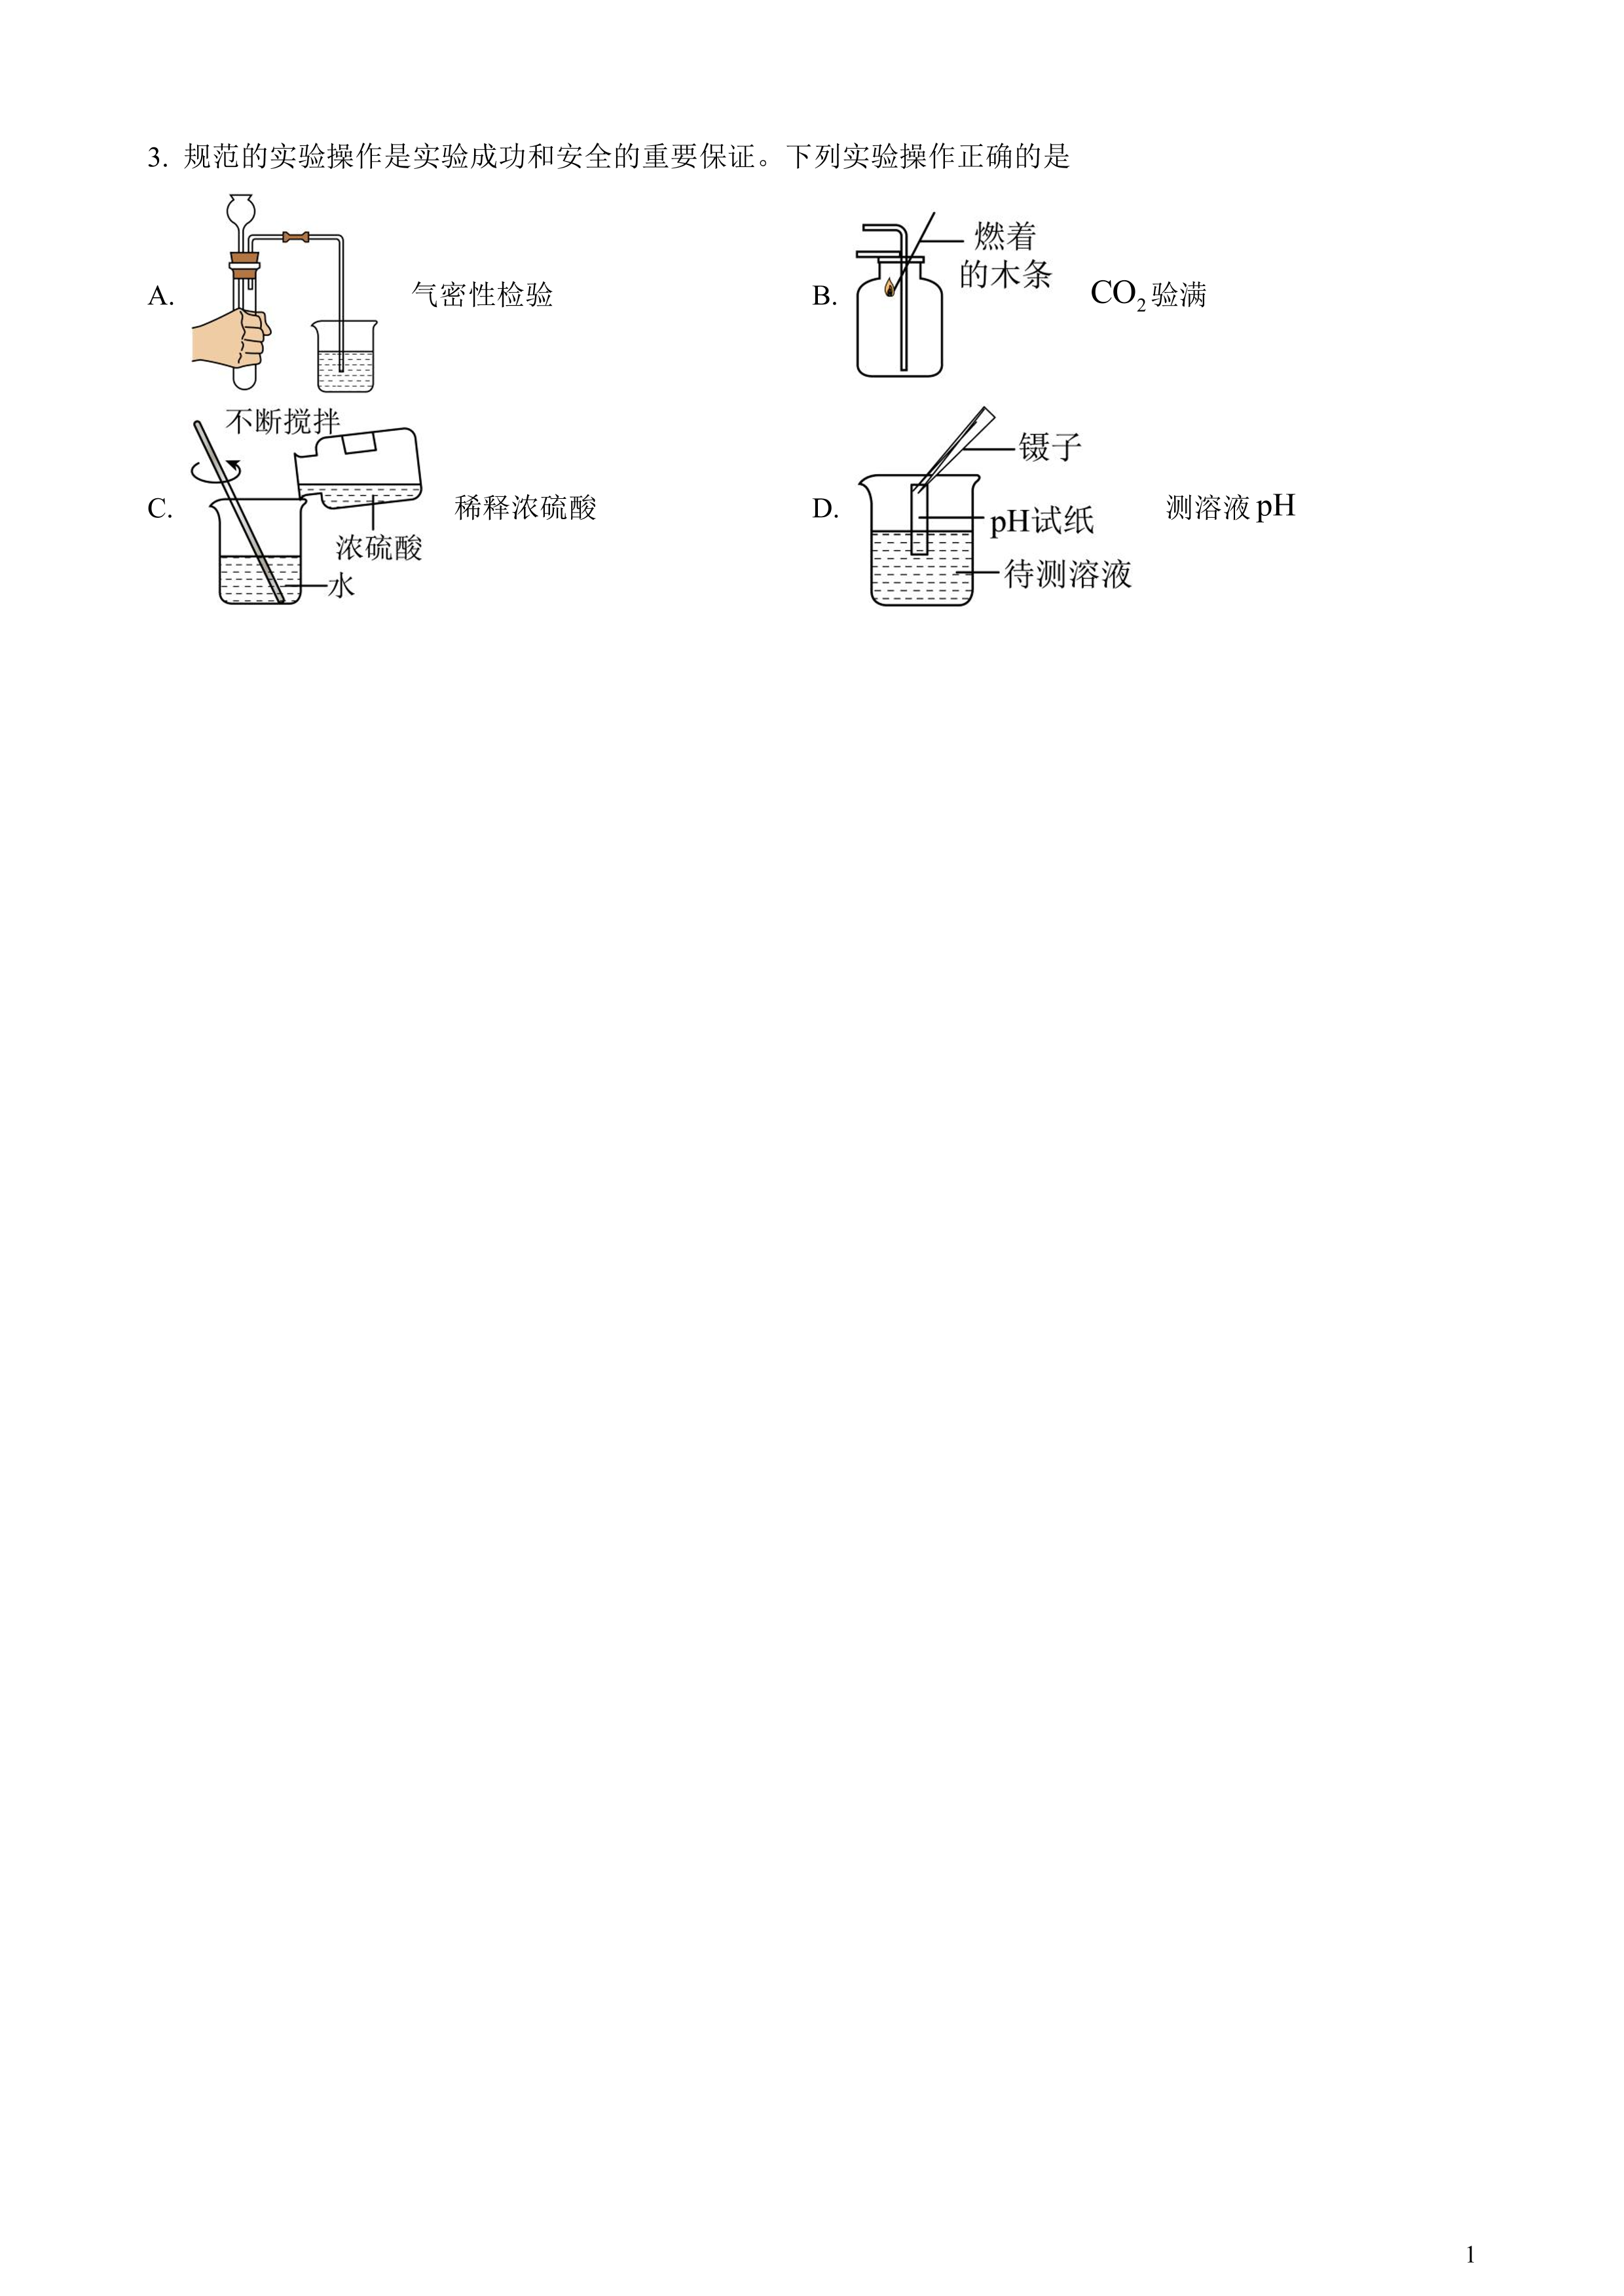 3. 规范的实验操作是实验成功和安全的重要保证。下列实验操作正确的是
A. 气密性检验
B. 燃着的木条 CO₂验满
C. 不断搅拌 浓硫酸 水 稀释浓硫酸
D. 镊子 pH试纸 待测溶液 测溶液pH
1